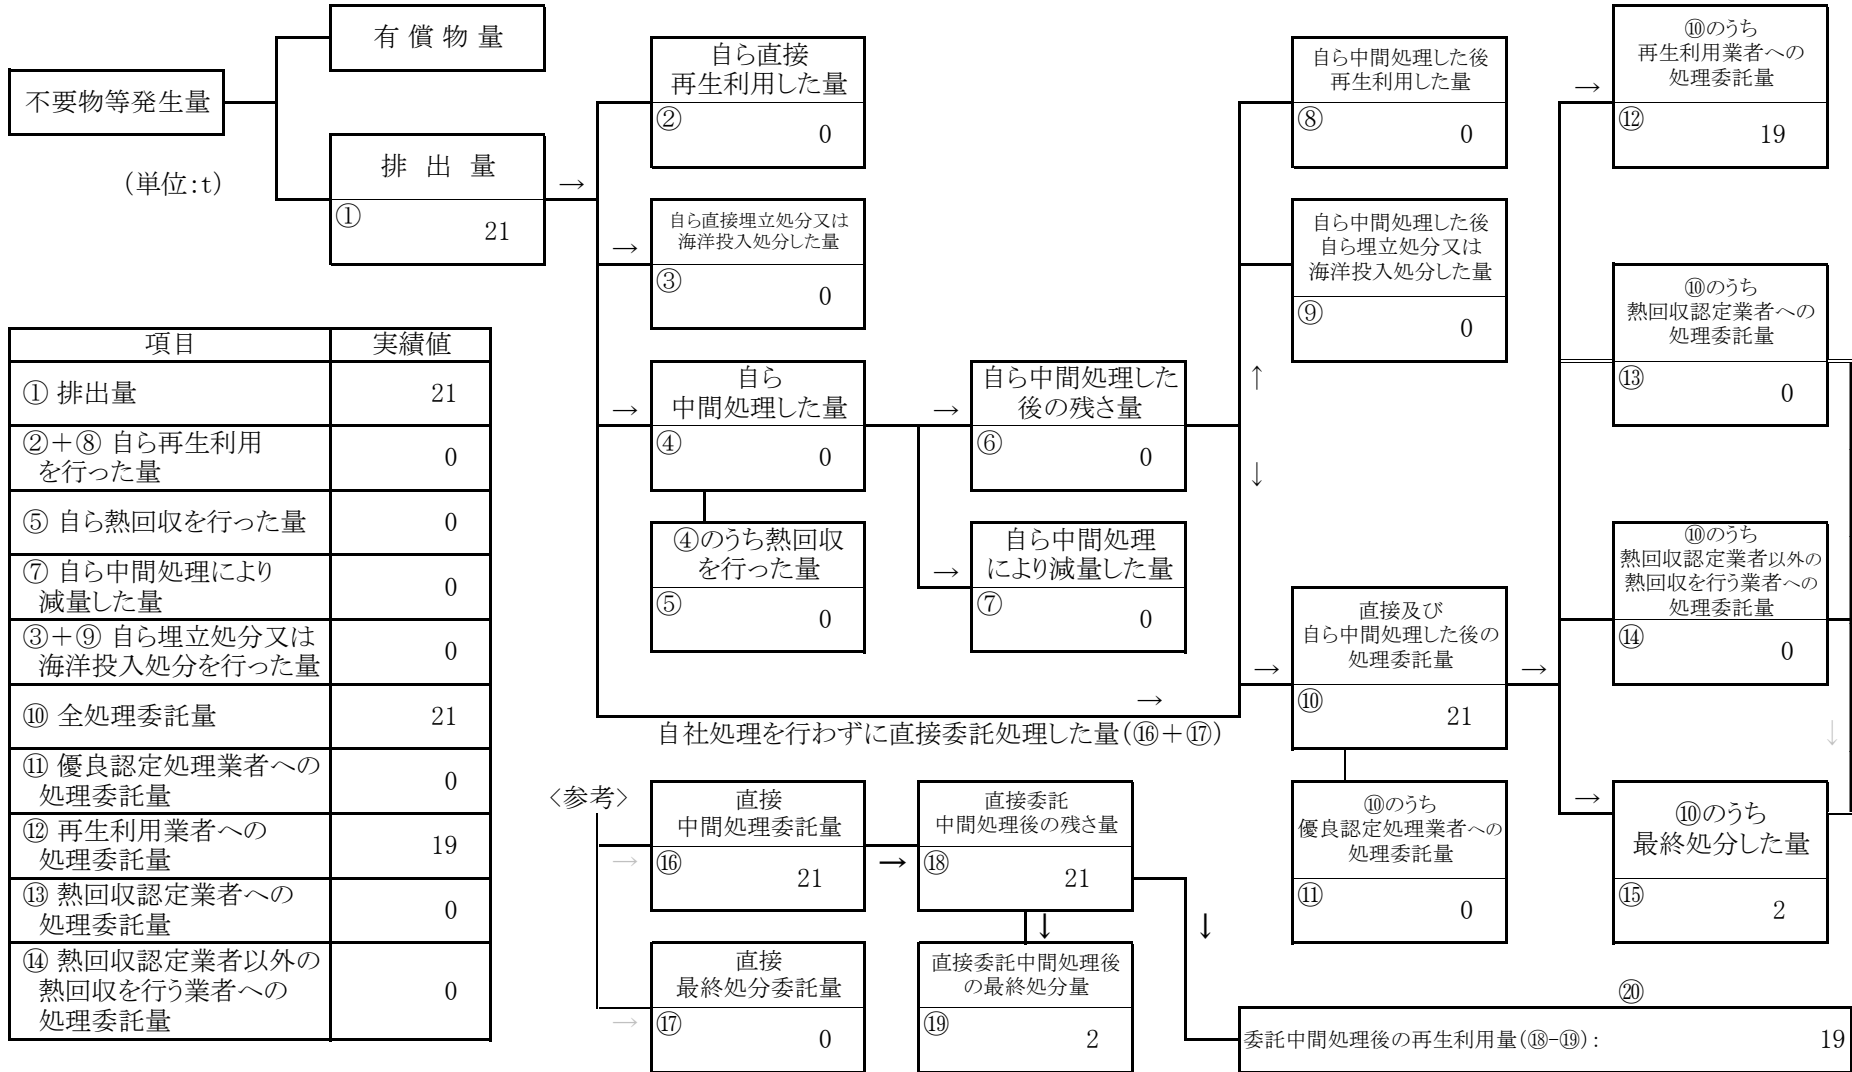 有 償 物 量
不要物等発生量
(単位:t)
排 出 量
→
①
21
自ら直接
再生利用した量
②
0
→
自ら直接埋立処分又は
海洋投入処分した量
③
0
→
自ら
中間処理した量
④
0
④のうち熱回収
を行った量
⑤
0
→
自ら中間処理した
後の残さ量
⑥
0
→
自ら中間処理
により減量した量
⑦
0
自ら中間処理した後
再生利用した量
⑧
0
自ら中間処理した後
自ら埋立処分又は
海洋投入処分した量
⑨
0
↑
↓
→
自社処理を行わずに直接委託処理した量(⑯+⑰)
→
直接及び
自ら中間処理した後の
処理委託量
⑩
21
⑩のうち
優良認定処理業者への
処理委託量
⑪
0
→
→
⑩のうち
再生利用業者への
処理委託量
⑫
19
⑩のうち
熱回収認定業者への
処理委託量
⑬
0
⑩のうち
熱回収認定業者以外の
熱回収を行う業者への
処理委託量
⑭
0
↓
→
⑩のうち
最終処分した量
⑮
2
項目 実績値
① 排出量 21
②+⑧ 自ら再生利用
を行った量 0
⑤ 自ら熱回収を行った量 0
⑦ 自ら中間処理により
減量した量 0
③+⑨ 自ら埋立処分又は
海洋投入処分を行った量 0
⑩ 全処理委託量 21
⑪ 優良認定処理業者への
処理委託量 0
⑫ 再生利用業者への
処理委託量 19
⑬ 熱回収認定業者への
処理委託量 0
⑭ 熱回収認定業者以外の
熱回収を行う業者への
処理委託量 0
<参考>
→
直接
中間処理委託量
⑯
21
→
直接
最終処分委託量
⑰
0
→
直接委託
中間処理後の残さ量
⑱
21
↓
直接委託中間処理後
の最終処分量
⑲
2
↓
⑳
委託中間処理後の再生利用量(⑱-⑲): 19